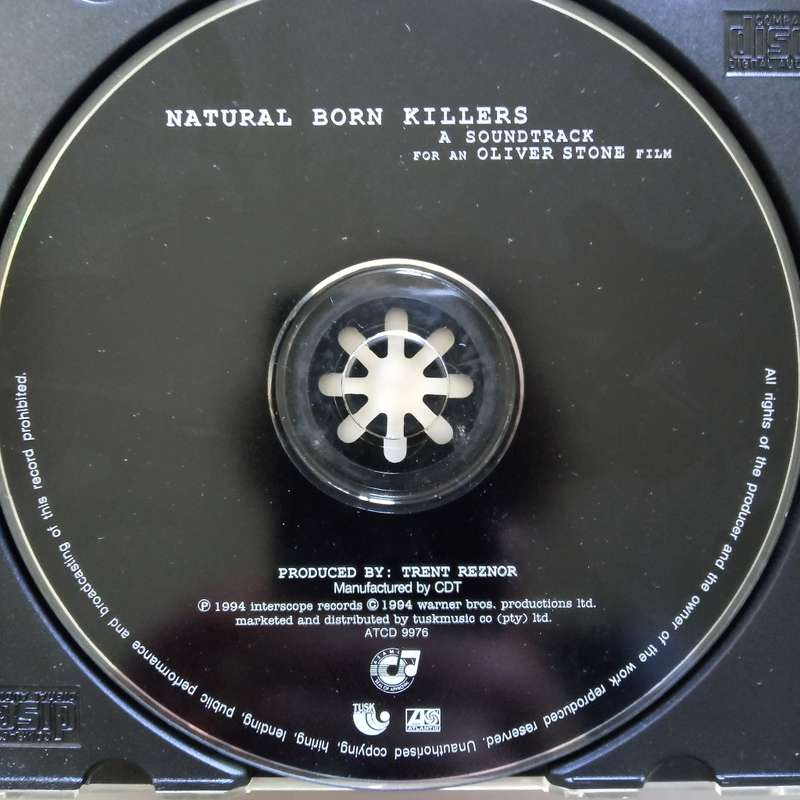 NATURAL BORN KILLERS
A SOUNDTRACK
FOR AN OLIVER STONE FILM
PRODUCED BY: TRENT REZNOR
Manufactured by CDT
℗ 1994 interscope records © 1994 warner bros. productions ltd.
marketed and distributed by tuskmusic co (pty) ltd.
ATCD 9976
TUSK
ATLANTIC
All rights of the producer and the owner of the work reproduced reserved. Unauthorised copying, hiring, lending, public performance and broadcasting of this record prohibited.
disc